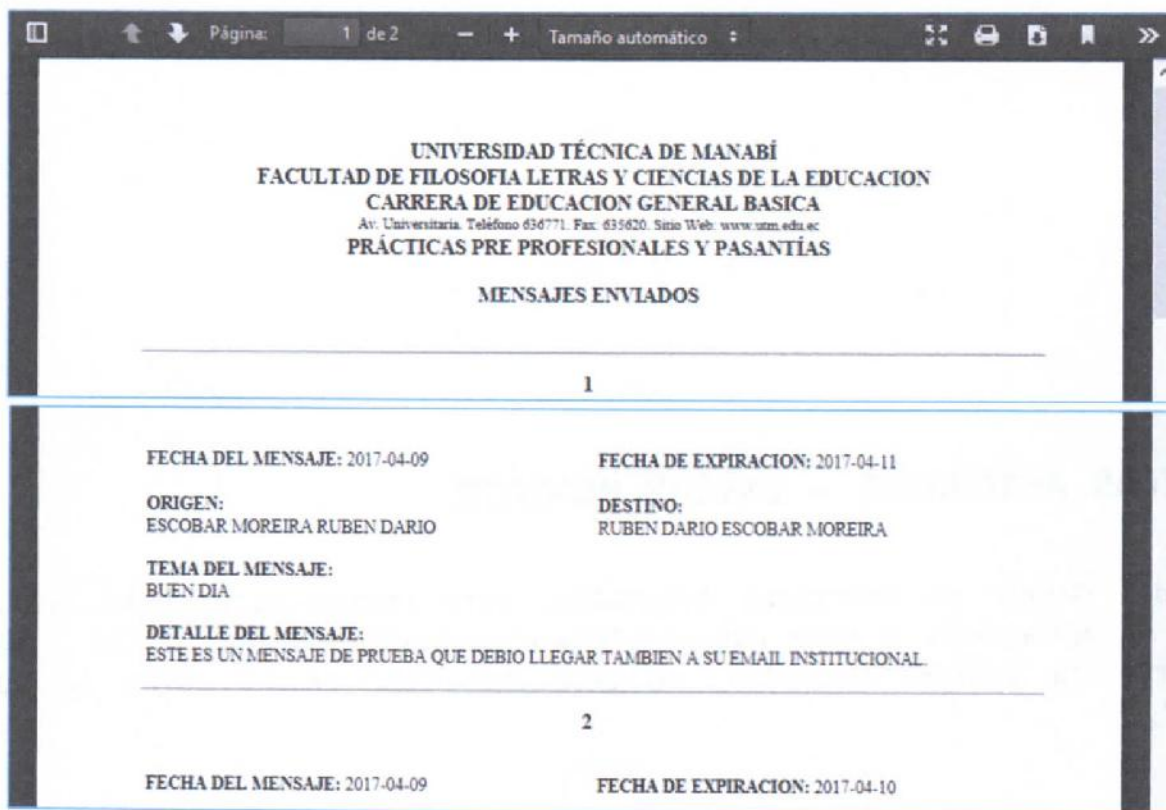 Página: 1 de 2 − + Tamaño automático
UNIVERSIDAD TÉCNICA DE MANABÍ
FACULTAD DE FILOSOFIA LETRAS Y CIENCIAS DE LA EDUCACION
CARRERA DE EDUCACION GENERAL BASICA
Av. Universitaria. Teléfono 636771. Fax: 635620. Sitio Web: www.utm.edu.ec
PRÁCTICAS PRE PROFESIONALES Y PASANTÍAS
MENSAJES ENVIADOS
1
FECHA DEL MENSAJE: 2017-04-09 FECHA DE EXPIRACION: 2017-04-11
ORIGEN: DESTINO:
ESCOBAR MOREIRA RUBEN DARIO RUBEN DARIO ESCOBAR MOREIRA
TEMA DEL MENSAJE:
BUEN DIA
DETALLE DEL MENSAJE:
ESTE ES UN MENSAJE DE PRUEBA QUE DEBIO LLEGAR TAMBIEN A SU EMAIL INSTITUCIONAL.
2
FECHA DEL MENSAJE: 2017-04-09 FECHA DE EXPIRACION: 2017-04-10